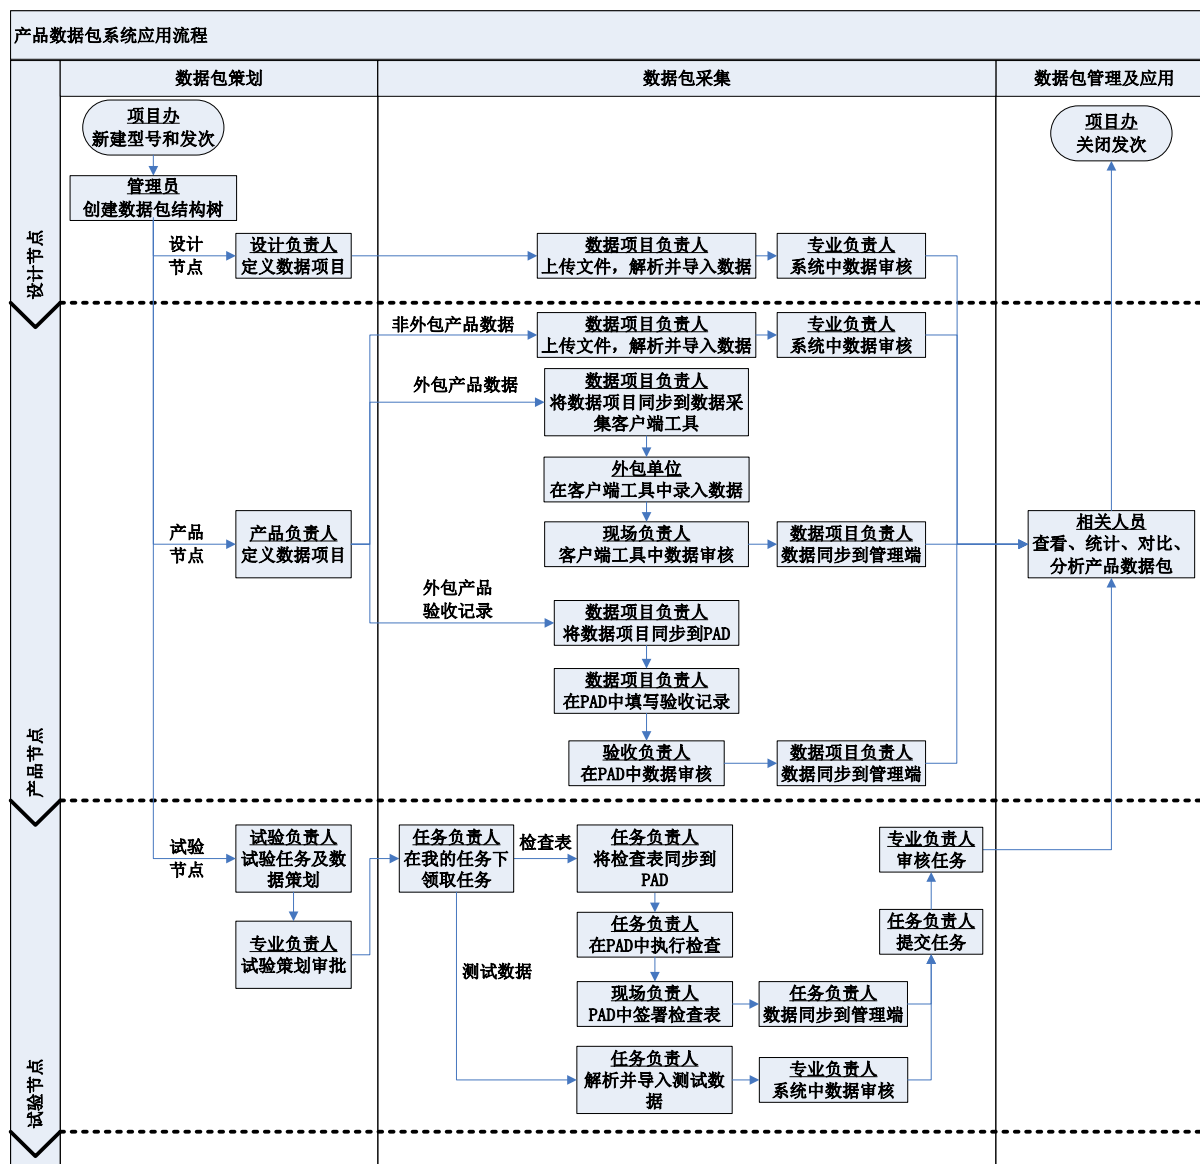 产品数据包系统应用流程
数据包策划
数据包采集
数据包管理及应用
设计节点
项目办
新建型号和发次
管理员
创建数据包结构树
设计
节点
设计负责人
定义数据项目
数据项目负责人
上传文件，解析并导入数据
专业负责人
系统中数据审核
项目办
关闭发次
产品节点
非外包产品数据
数据项目负责人
上传文件，解析并导入数据
专业负责人
系统中数据审核
外包产品数据
数据项目负责人
将数据项目同步到数据采
集客户端工具
外包单位
在客户端工具中录入数据
产品
节点
产品负责人
定义数据项目
现场负责人
客户端工具中数据审核
数据项目负责人
数据同步到管理端
相关人员
查看、统计、对比、
分析产品数据包
外包产品
验收记录
数据项目负责人
将数据项目同步到PAD
数据项目负责人
在PAD中填写验收记录
验收负责人
在PAD中数据审核
数据项目负责人
数据同步到管理端
试验节点
试验
节点
试验负责人
试验任务及数
据策划
专业负责人
试验策划审批
任务负责人
在我的任务下
领取任务
检查表
任务负责人
将检查表同步到
PAD
任务负责人
在PAD中执行检查
现场负责人
PAD中签署检查表
任务负责人
数据同步到管理端
测试数据
任务负责人
解析并导入测试数
据
专业负责人
系统中数据审核
任务负责人
提交任务
专业负责人
审核任务